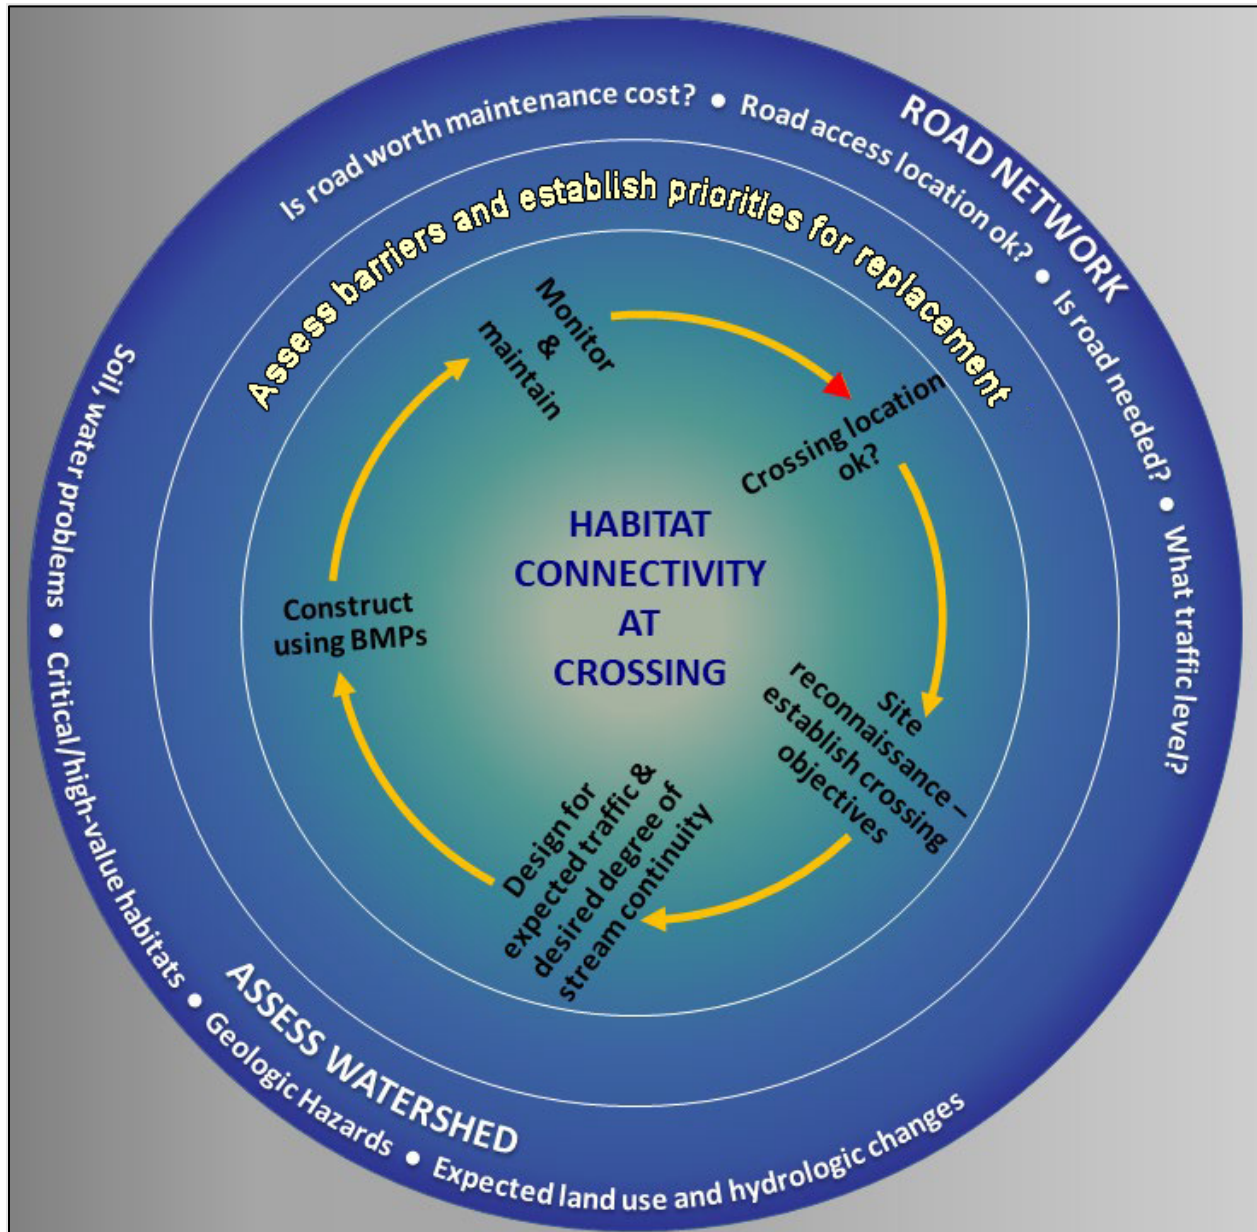 ROAD NETWORK
Is road worth maintenance cost? • Road access location ok? • Is road needed? • What traffic level?
Assess barriers and establish priorities for replacement
Monitor
&
maintain
Crossing location
ok?
Site
reconnaissance –
establish crossing
objectives
Design for
expected traffic &
desired degree of
stream continuity
Construct
using BMPs
HABITAT
CONNECTIVITY
AT
CROSSING
ASSESS WATERSHED
Soil, water problems • Critical/high-value habitats • Geologic Hazards • Expected land use and hydrologic changes